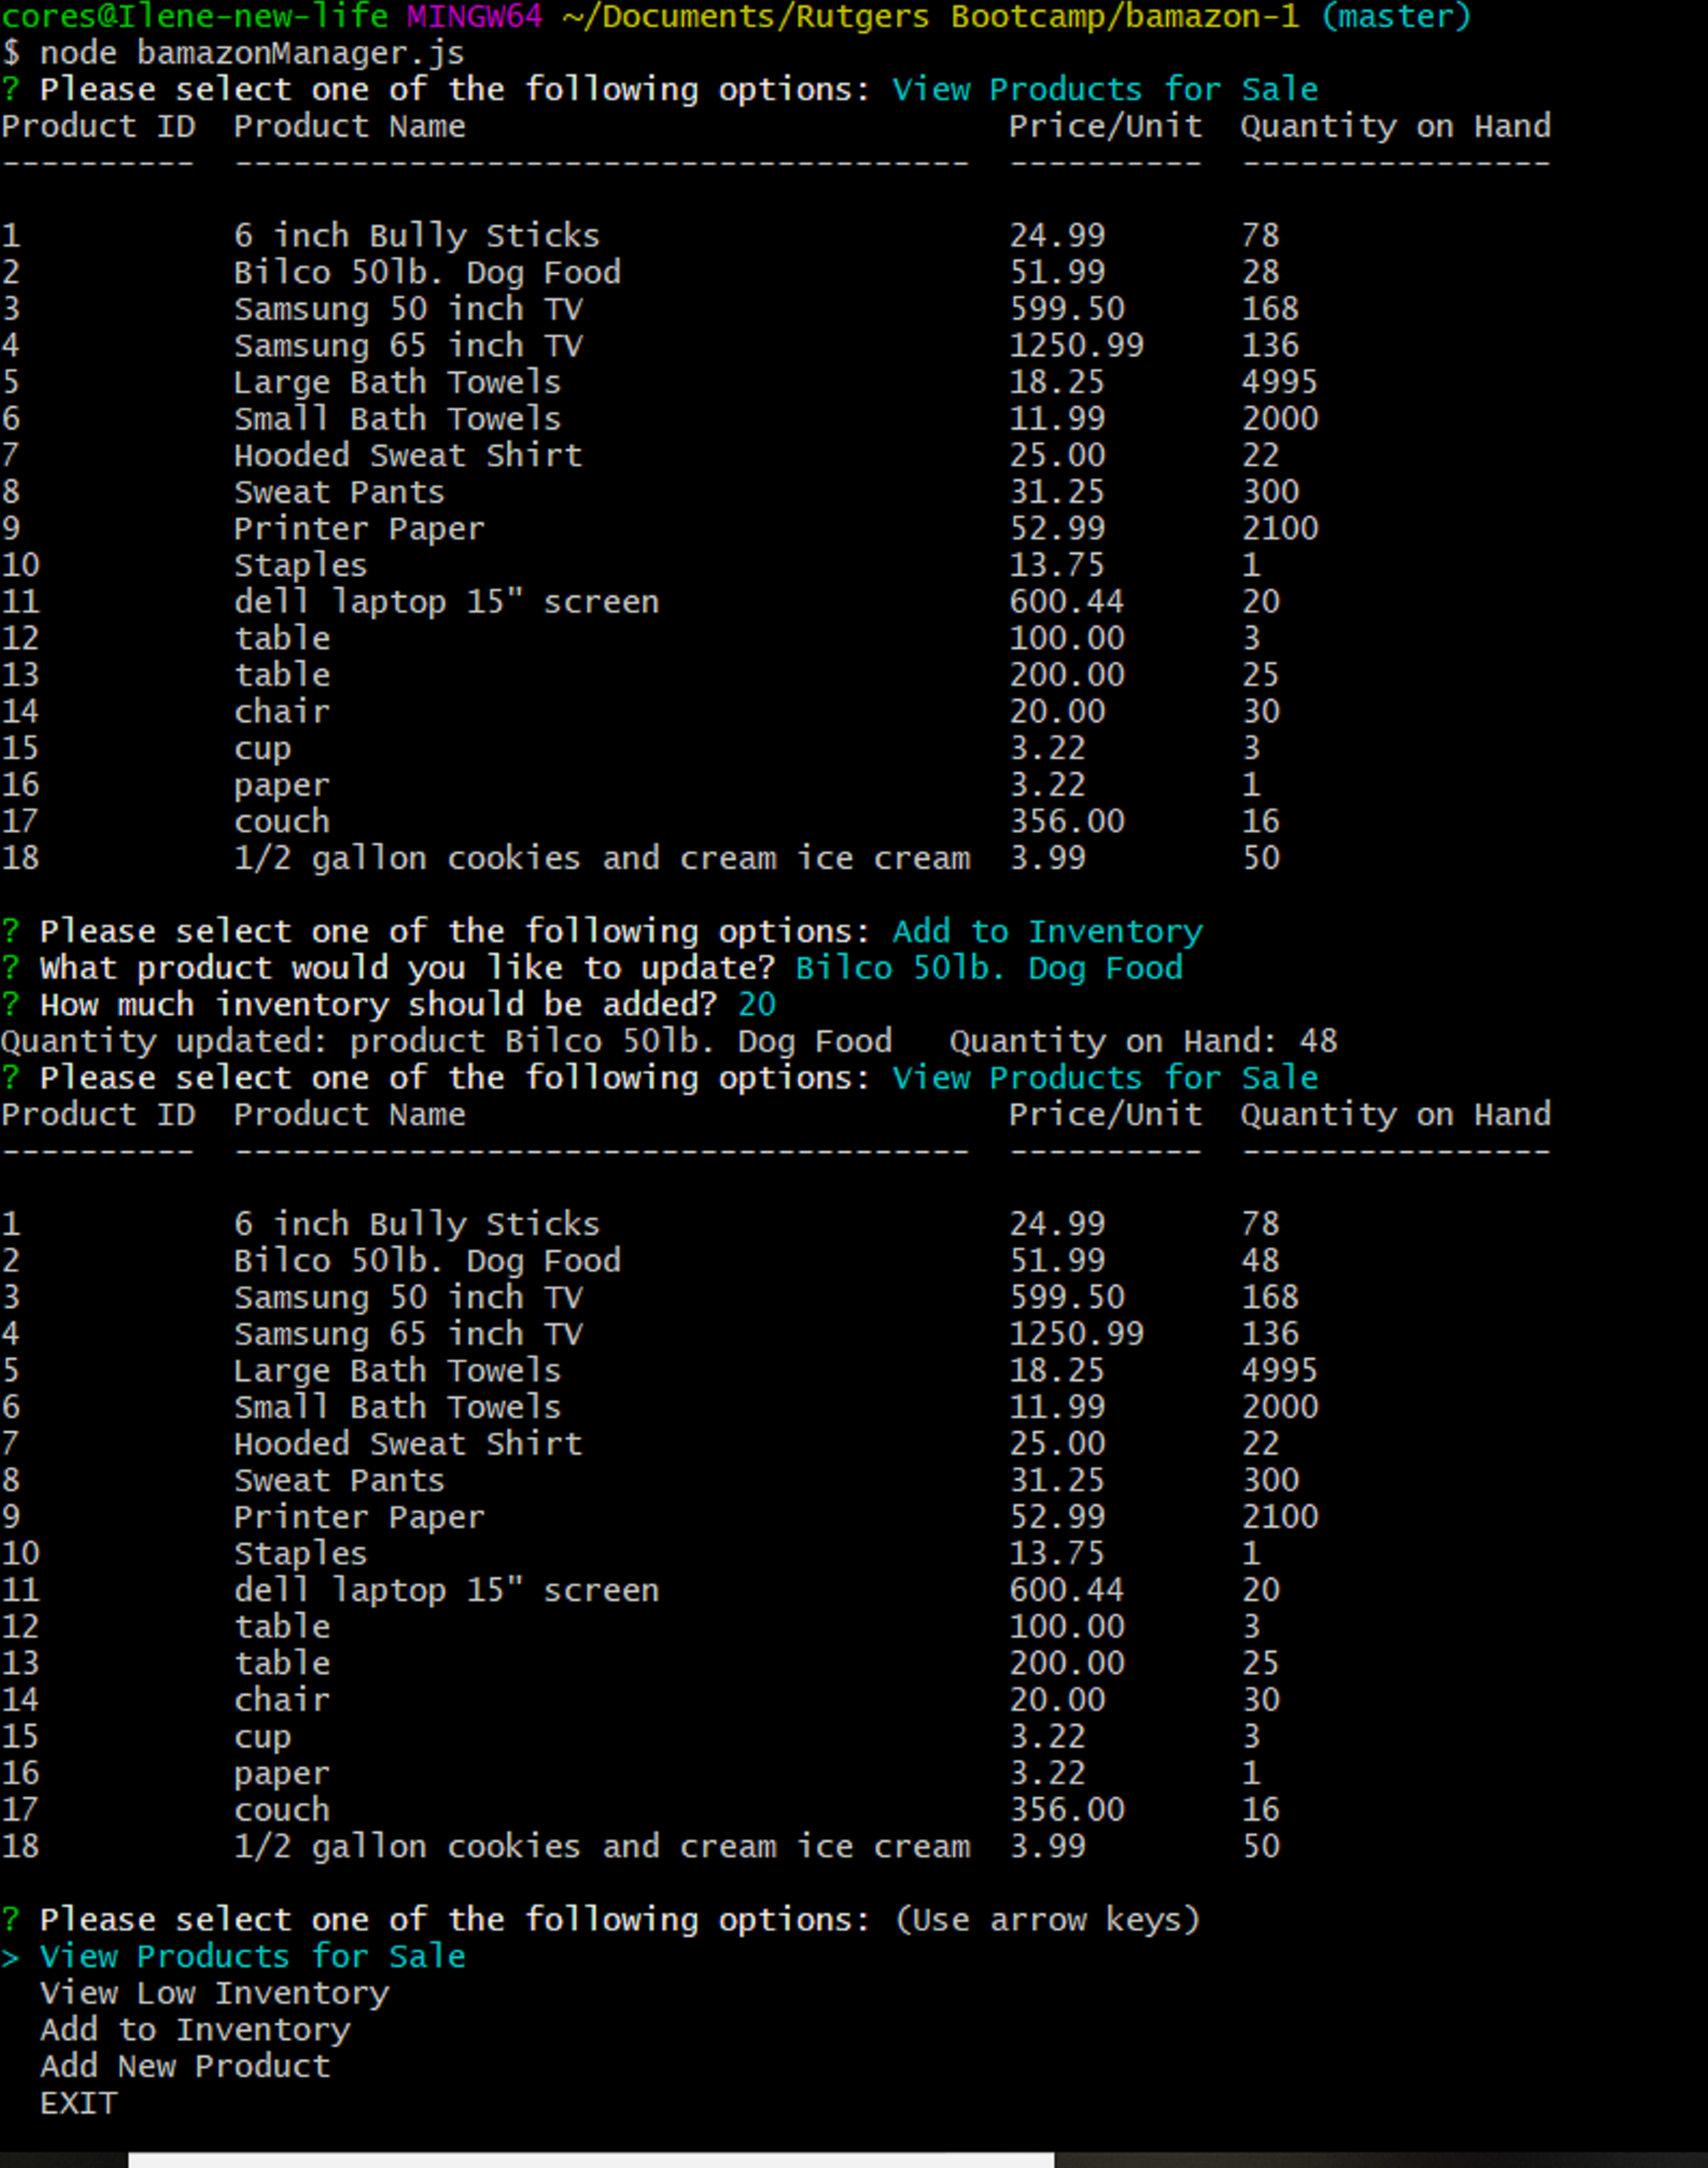 cores@Ilene-new-life MINGW64 ~/Documents/Rutgers Bootcamp/bamazon-1 (master)
$ node bamazonManager.js
? Please select one of the following options: View Products for Sale
Product ID  Product Name                            Price/Unit  Quantity on Hand
----------  --------------------------------------  ----------  ----------------
1           6 inch Bully Sticks                     24.99       78
2           Bilco 50lb. Dog Food                    51.99       28
3           Samsung 50 inch TV                      599.50      168
4           Samsung 65 inch TV                      1250.99     136
5           Large Bath Towels                       18.25       4995
6           Small Bath Towels                       11.99       2000
7           Hooded Sweat Shirt                      25.00       22
8           Sweat Pants                             31.25       300
9           Printer Paper                           52.99       2100
10          Staples                                 13.75       1
11          dell laptop 15" screen                  600.44      20
12          table                                   100.00      3
13          table                                   200.00      25
14          chair                                   20.00       30
15          cup                                     3.22        3
16          paper                                   3.22        1
17          couch                                   356.00      16
18          1/2 gallon cookies and cream ice cream  3.99        50
? Please select one of the following options: Add to Inventory
? What product would you like to update? Bilco 50lb. Dog Food
? How much inventory should be added? 20
Quantity updated: product Bilco 50lb. Dog Food   Quantity on Hand: 48
? Please select one of the following options: View Products for Sale
Product ID  Product Name                            Price/Unit  Quantity on Hand
----------  --------------------------------------  ----------  ----------------
1           6 inch Bully Sticks                     24.99       78
2           Bilco 50lb. Dog Food                    51.99       48
3           Samsung 50 inch TV                      599.50      168
4           Samsung 65 inch TV                      1250.99     136
5           Large Bath Towels                       18.25       4995
6           Small Bath Towels                       11.99       2000
7           Hooded Sweat Shirt                      25.00       22
8           Sweat Pants                             31.25       300
9           Printer Paper                           52.99       2100
10          Staples                                 13.75       1
11          dell laptop 15" screen                  600.44      20
12          table                                   100.00      3
13          table                                   200.00      25
14          chair                                   20.00       30
15          cup                                     3.22        3
16          paper                                   3.22        1
17          couch                                   356.00      16
18          1/2 gallon cookies and cream ice cream  3.99        50
? Please select one of the following options: (Use arrow keys)
> View Products for Sale
  View Low Inventory
  Add to Inventory
  Add New Product
  EXIT